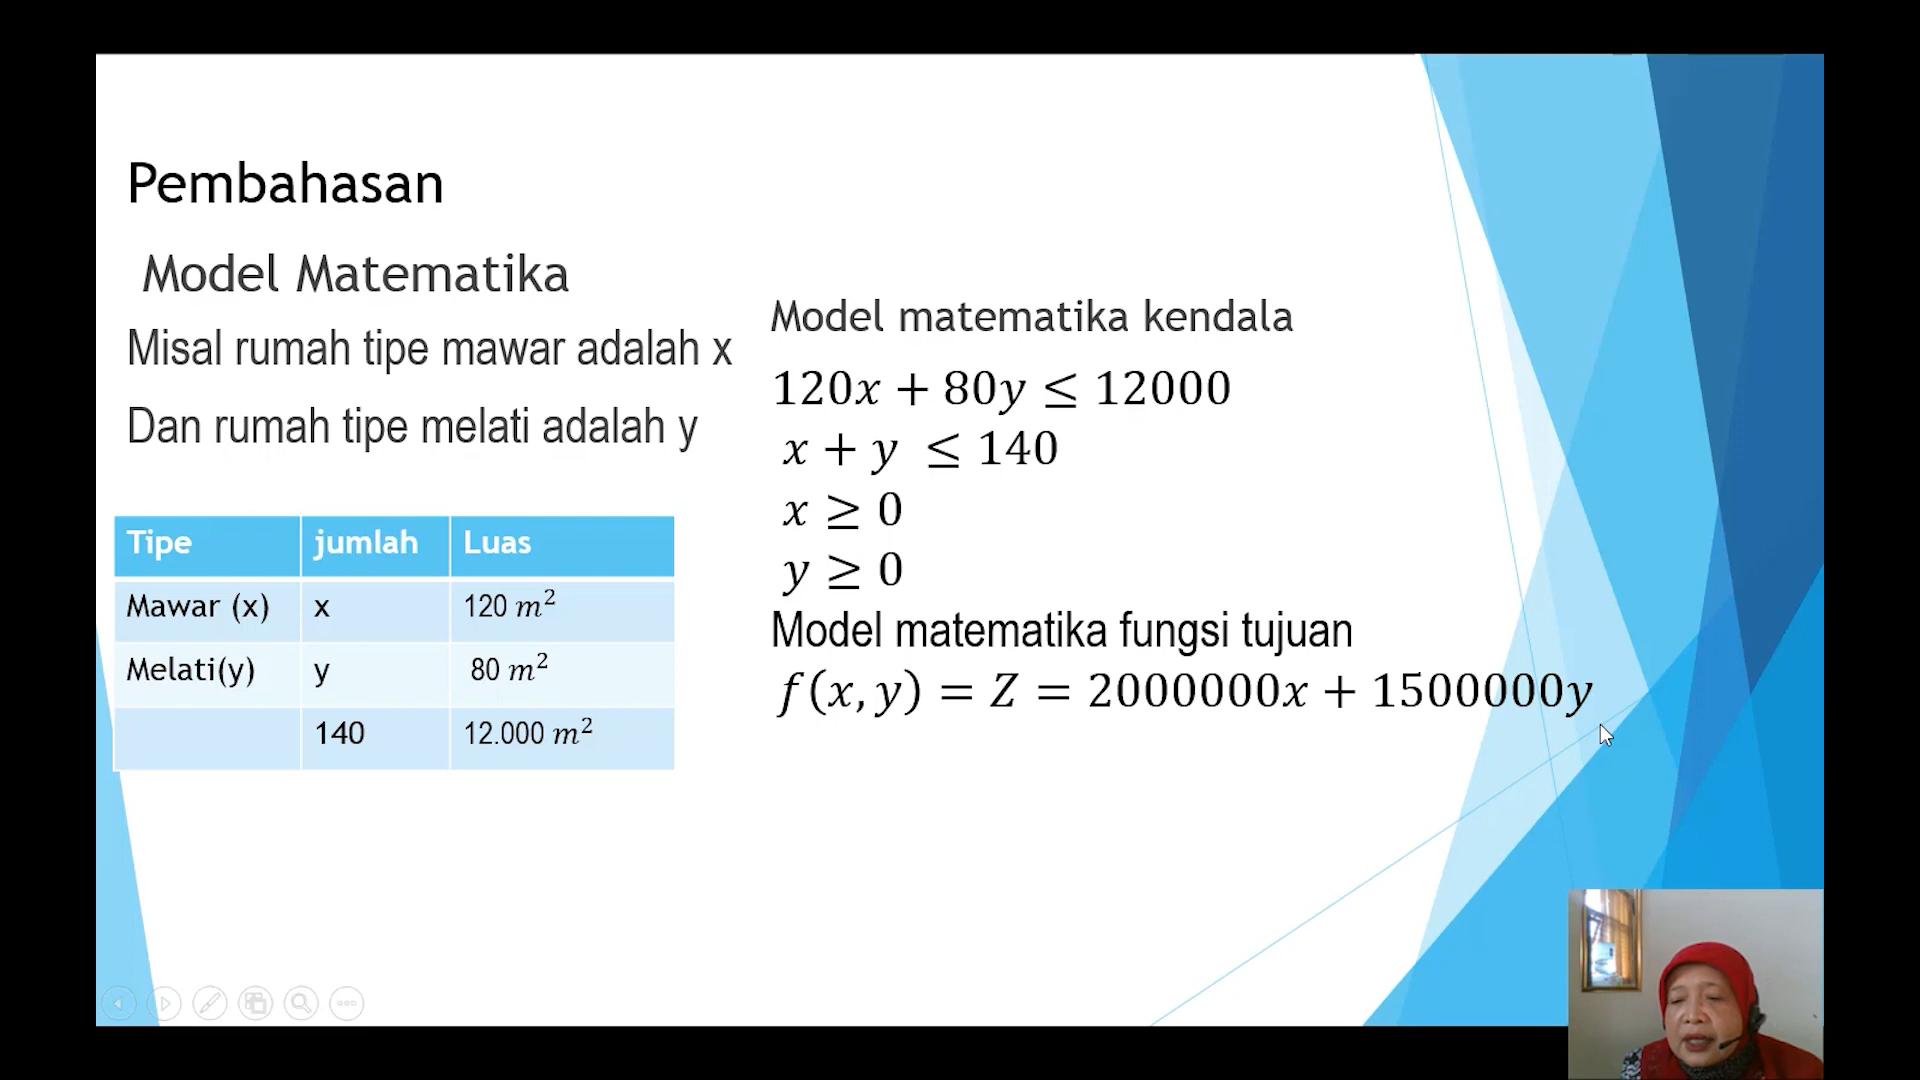 Pembahasan
Model Matematika
Misal rumah tipe mawar adalah x
Dan rumah tipe melati adalah y
Tipe jumlah Luas
Mawar (x) x 120 m²
Melati(y) y 80 m²
140 12.000 m²
Model matematika kendala
120x + 80y ≤ 12000
x + y ≤ 140
x ≥ 0
y ≥ 0
Model matematika fungsi tujuan
f(x, y) = Z = 2000000x + 1500000y